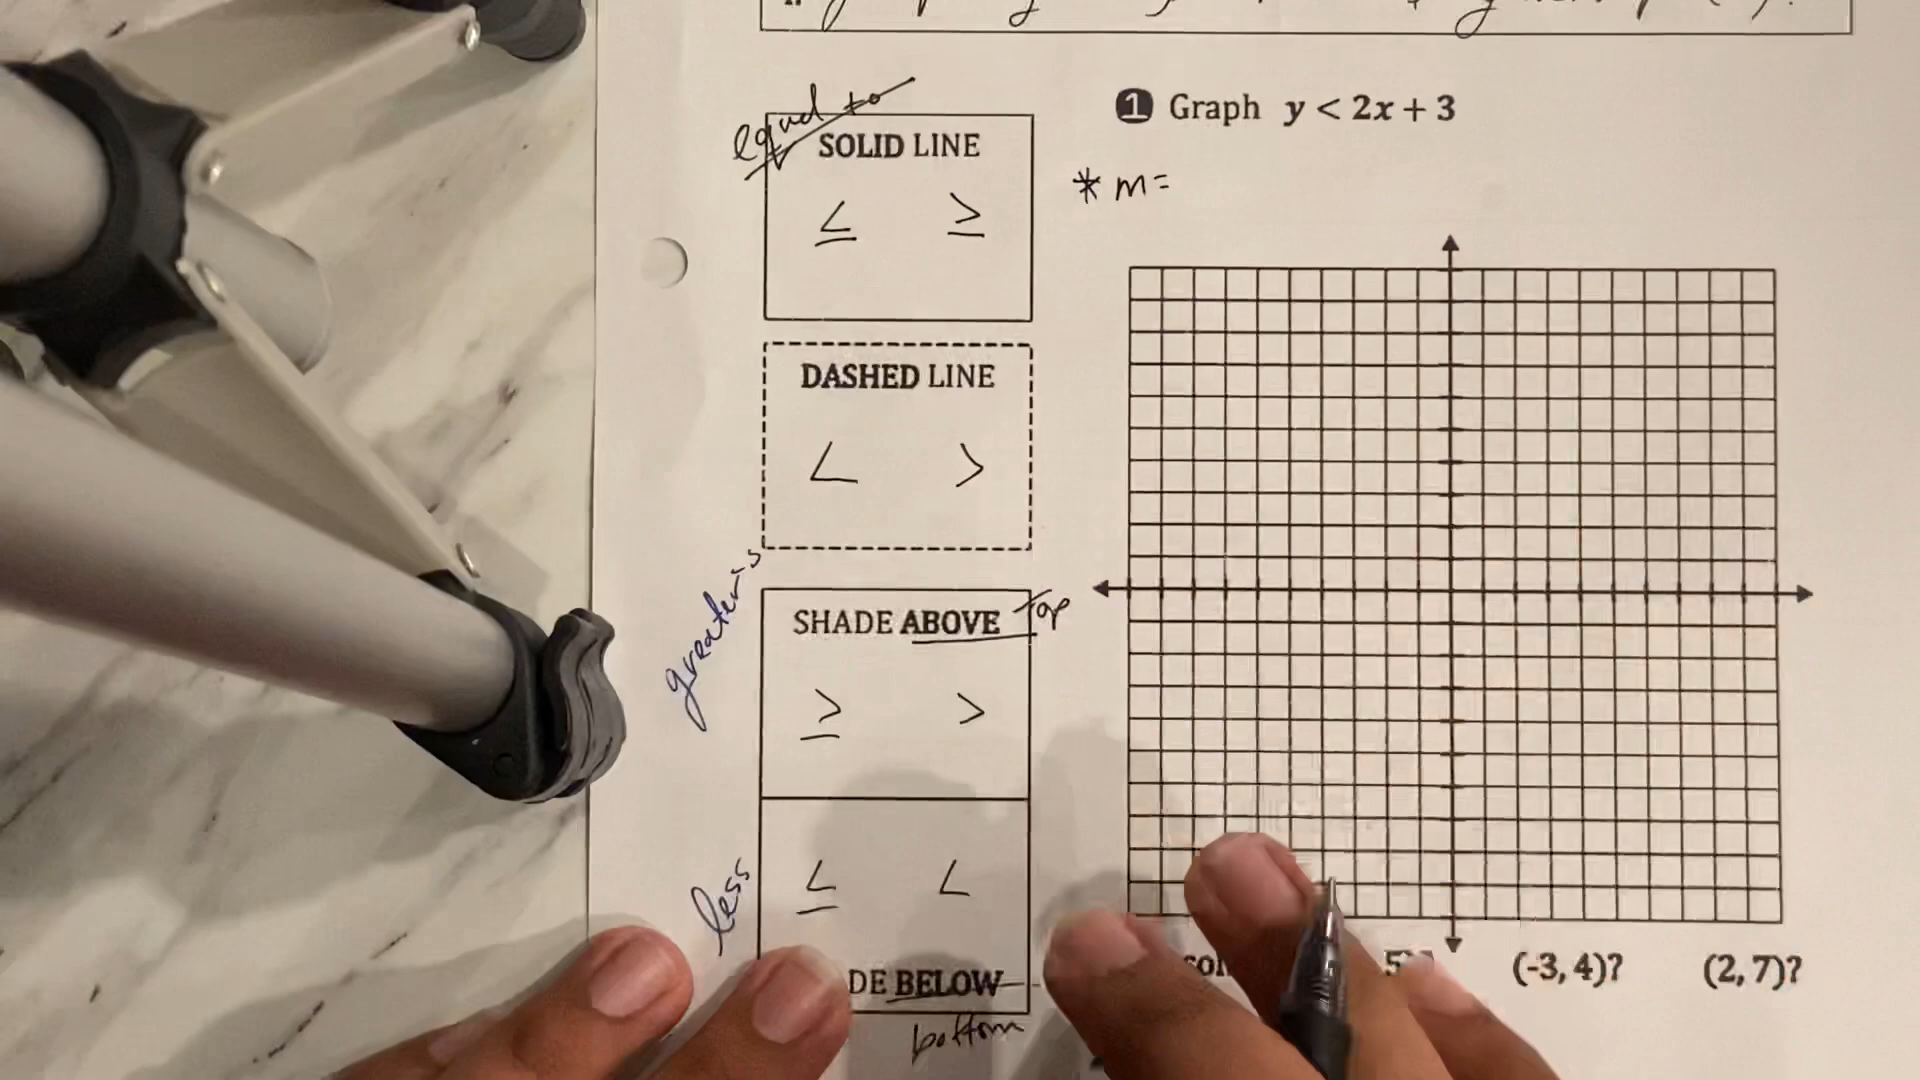 equal to
SOLID LINE
≤ ≥
DASHED LINE
< >
greater is
SHADE ABOVE top
≥ >
less
≤ <
DE BELOW
bottom
1 Graph y < 2x + 3
* m=
(-3, 4)? (2, 7)?